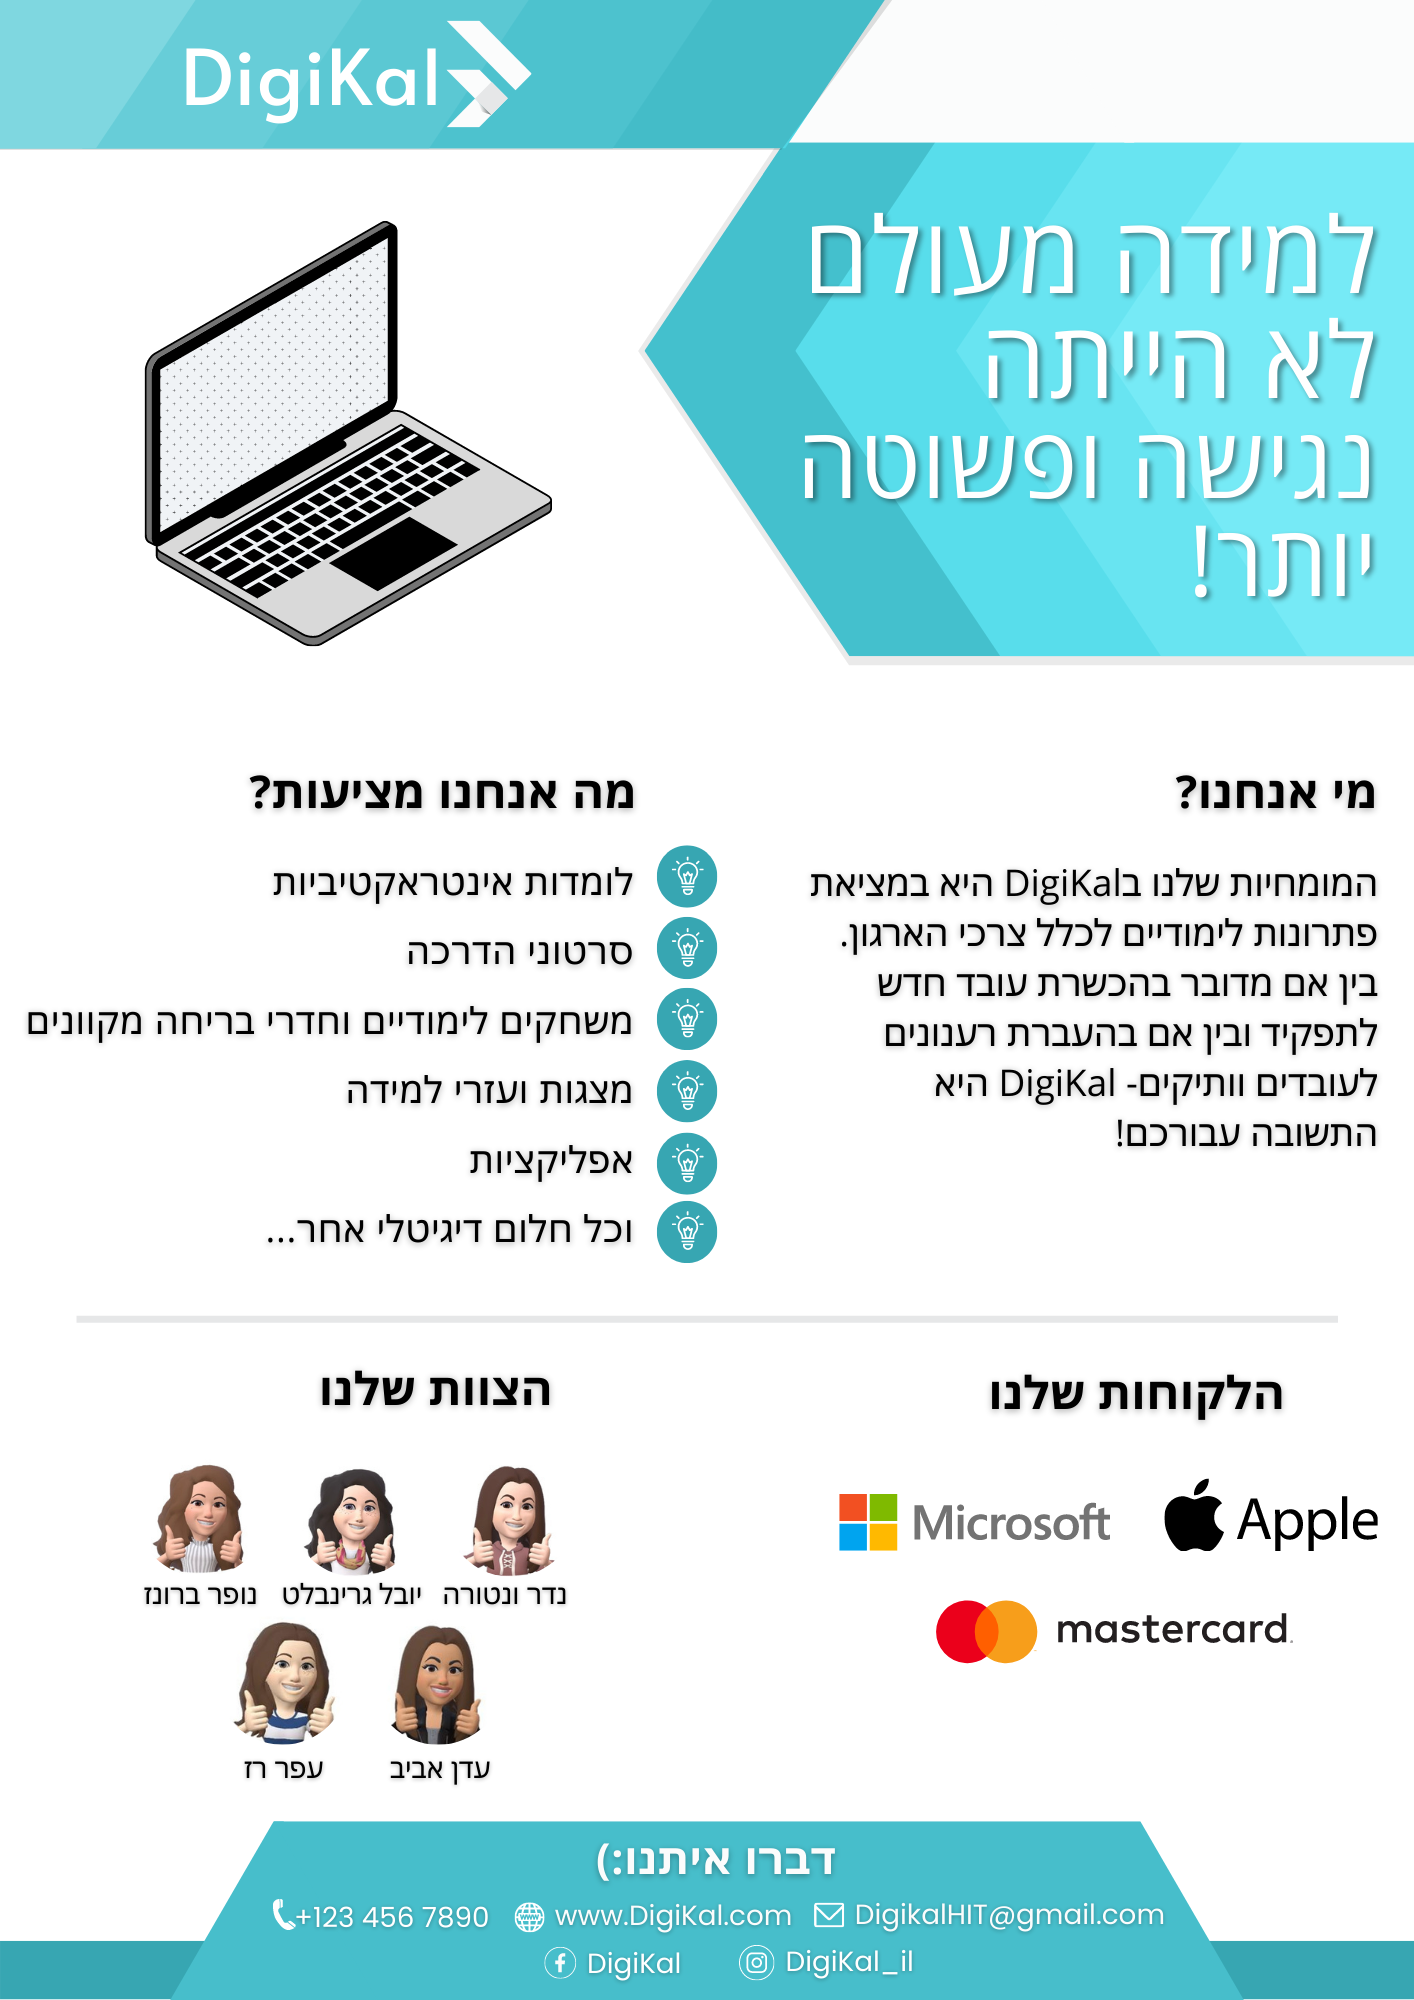 DigiKal
למידה מעולם
לא הייתה
נגישה ופשוטה
יותר!
מי אנחנו?
המומחיות שלנו בDigiKal היא במציאת
פתרונות לימודיים לכלל צרכי הארגון.
בין אם מדובר בהכשרת עובד חדש
לתפקיד ובין אם בהעברת רענונים
לעובדים וותיקים- DigiKal היא
התשובה עבורכם!
מה אנחנו מציעות?
לומדות אינטראקטיביות
סרטוני הדרכה
משחקים לימודיים וחדרי בריחה מקוונים
מצגות ועזרי למידה
אפליקציות
וכל חלום דיגיטלי אחר...
הלקוחות שלנו
Microsoft
Apple
mastercard.
הצוות שלנו
נדר ונטורה
יובל גרינבלט
נופר ברונז
עדן אביב
עפר רז
דברו איתנו:)
+123 456 7890 www.DigiKal.com DigikalHIT@gmail.com
DigiKal DigiKal_il